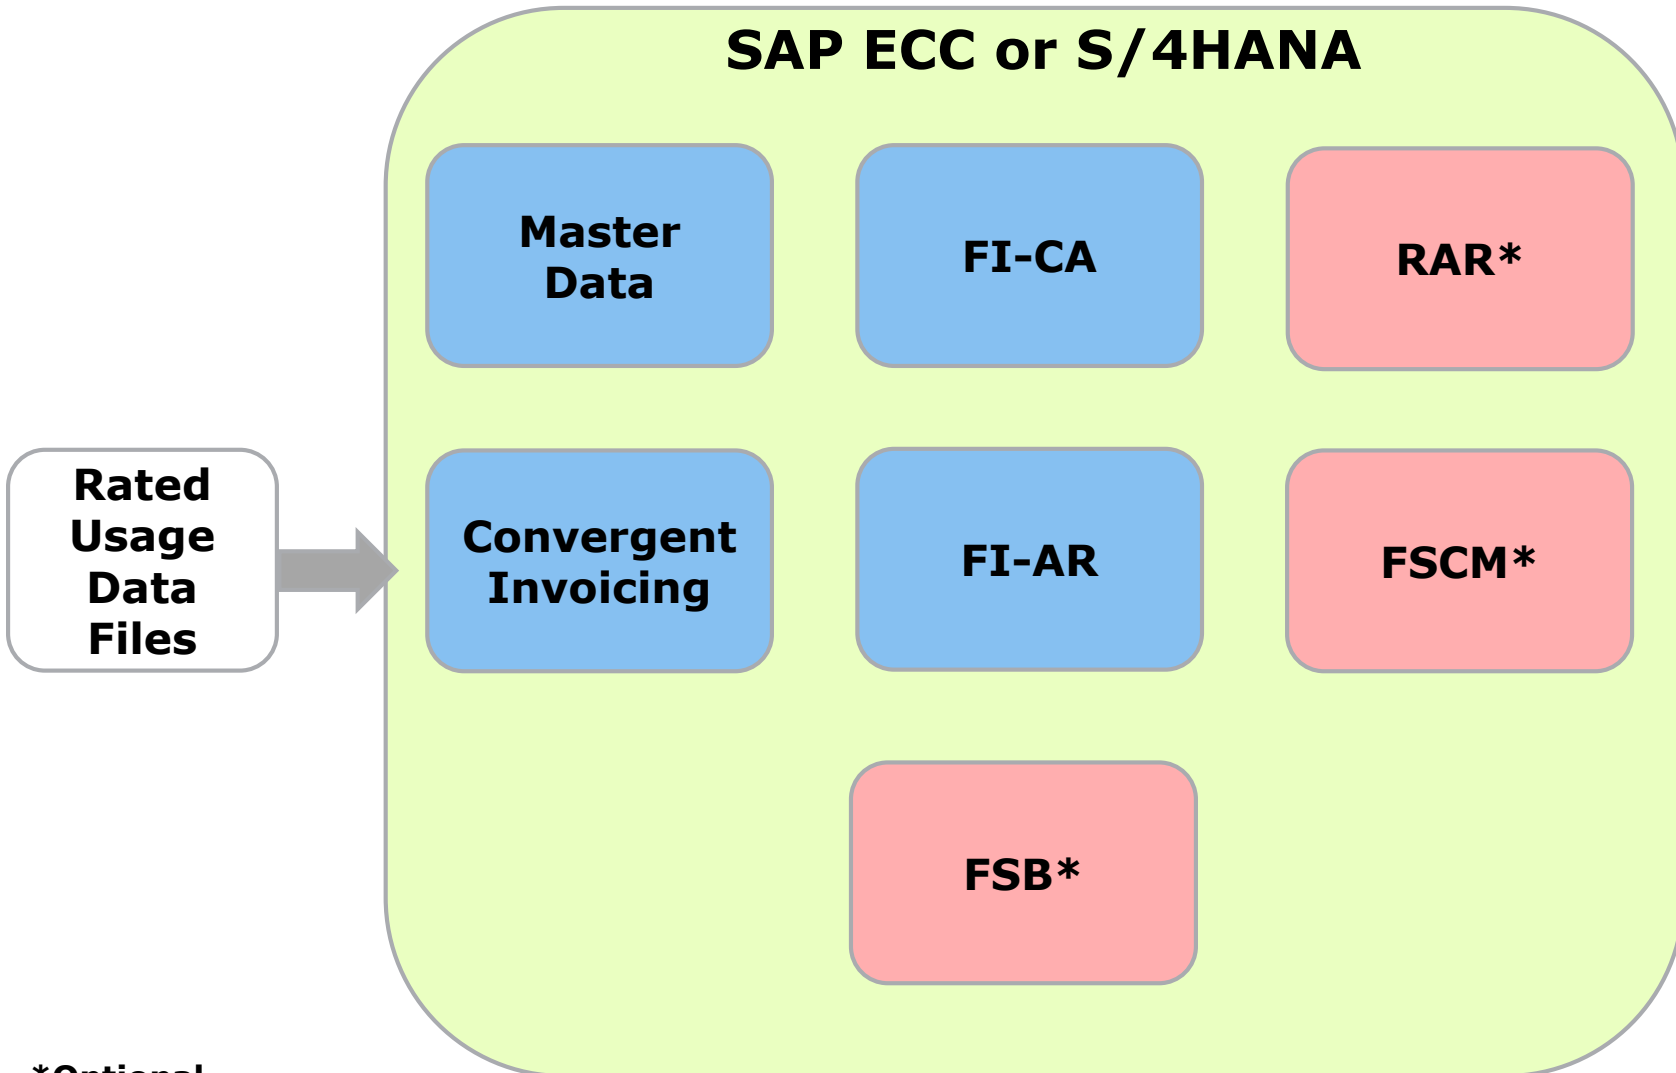 SAP ECC or S/4HANA
Master
Data
FI-CA
RAR*
Rated
Usage
Data
Files
Convergent
Invoicing
FI-AR
FSCM*
FSB*
*Optional